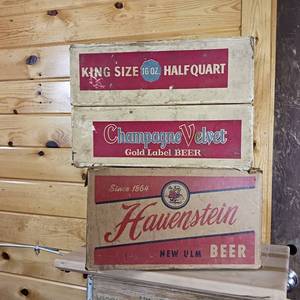 KING SIZE 16 OZ. HALFQUART
Champagne Velvet
Gold Label BEER
Since 1864
Hauenstein
NEW ULM BEER